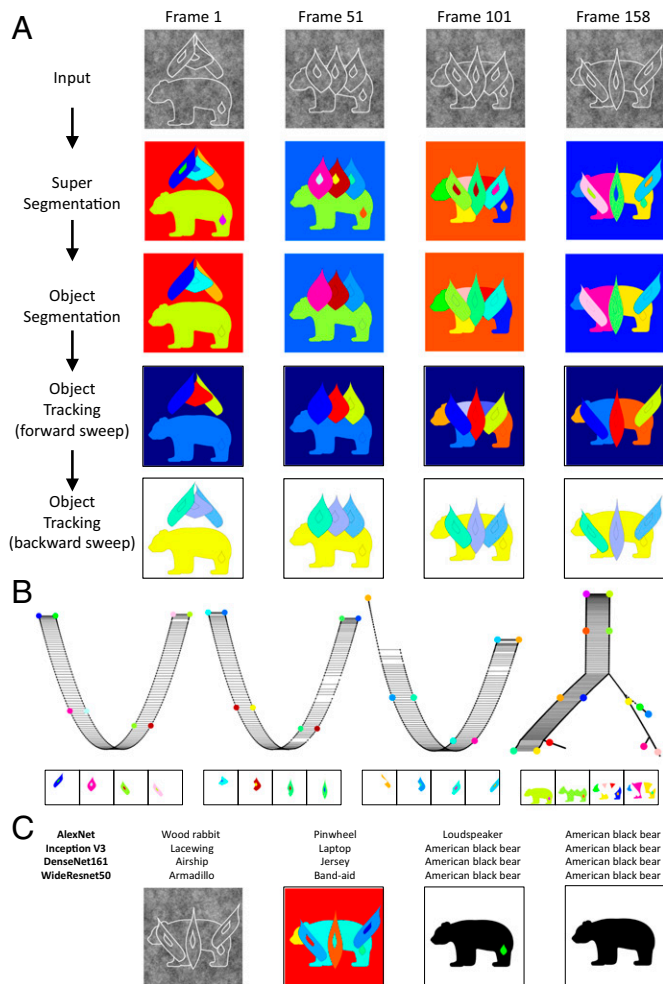 A
Frame 1
Frame 51
Frame 101
Frame 158
Input
Super
Segmentation
Object
Segmentation
Object
Tracking
(forward sweep)
Object
Tracking
(backward sweep)
B
C
AlexNet Wood rabbit Pinwheel Loudspeaker American black bear
Inception V3 Lacewing Laptop American black bear American black bear
DenseNet161 Airship Jersey American black bear American black bear
WideResnet50 Armadillo Band-aid American black bear American black bear